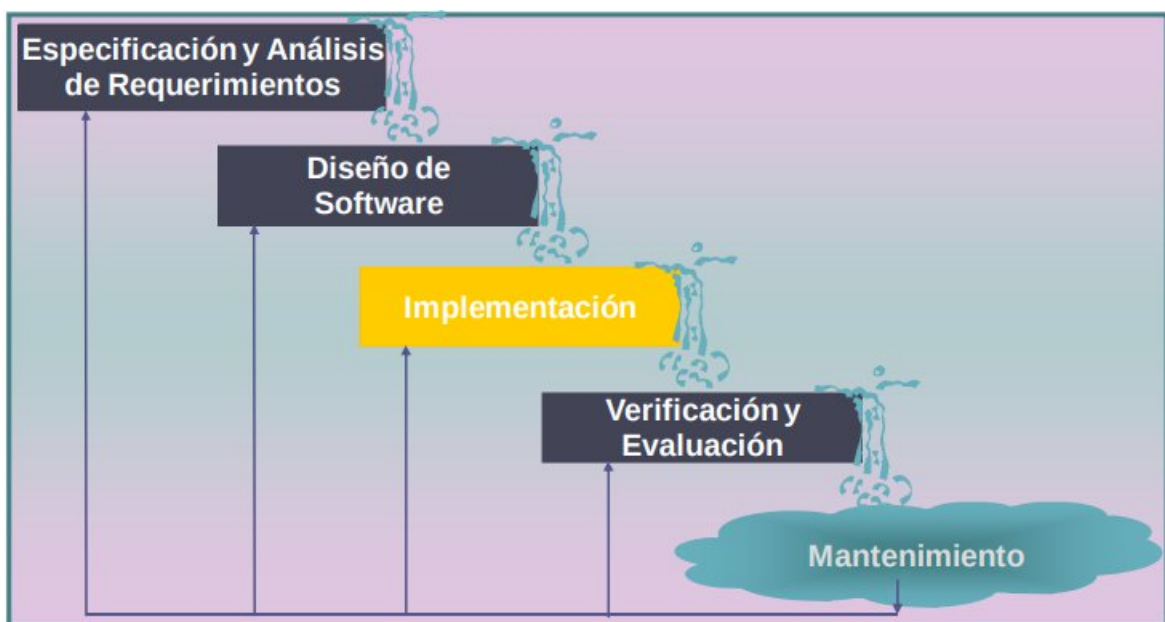 Especificación y Análisis
de Requerimientos
Diseño de
Software
Implementación
Verificación y
Evaluación
Mantenimiento